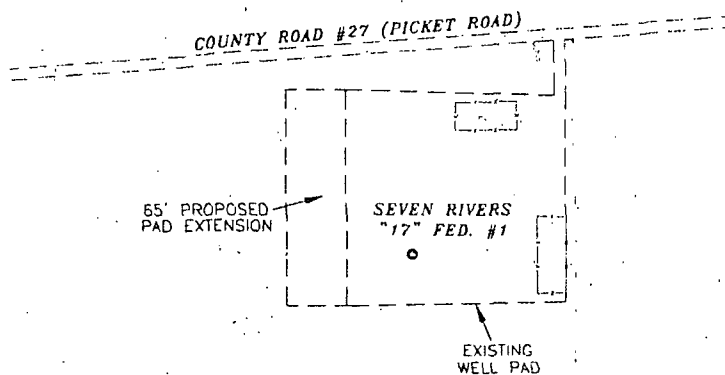 COUNTY ROAD #27 (PICKET ROAD)
65' PROPOSED
PAD EXTENSION
SEVEN RIVERS
"17" FED. #1
EXISTING
WELL PAD